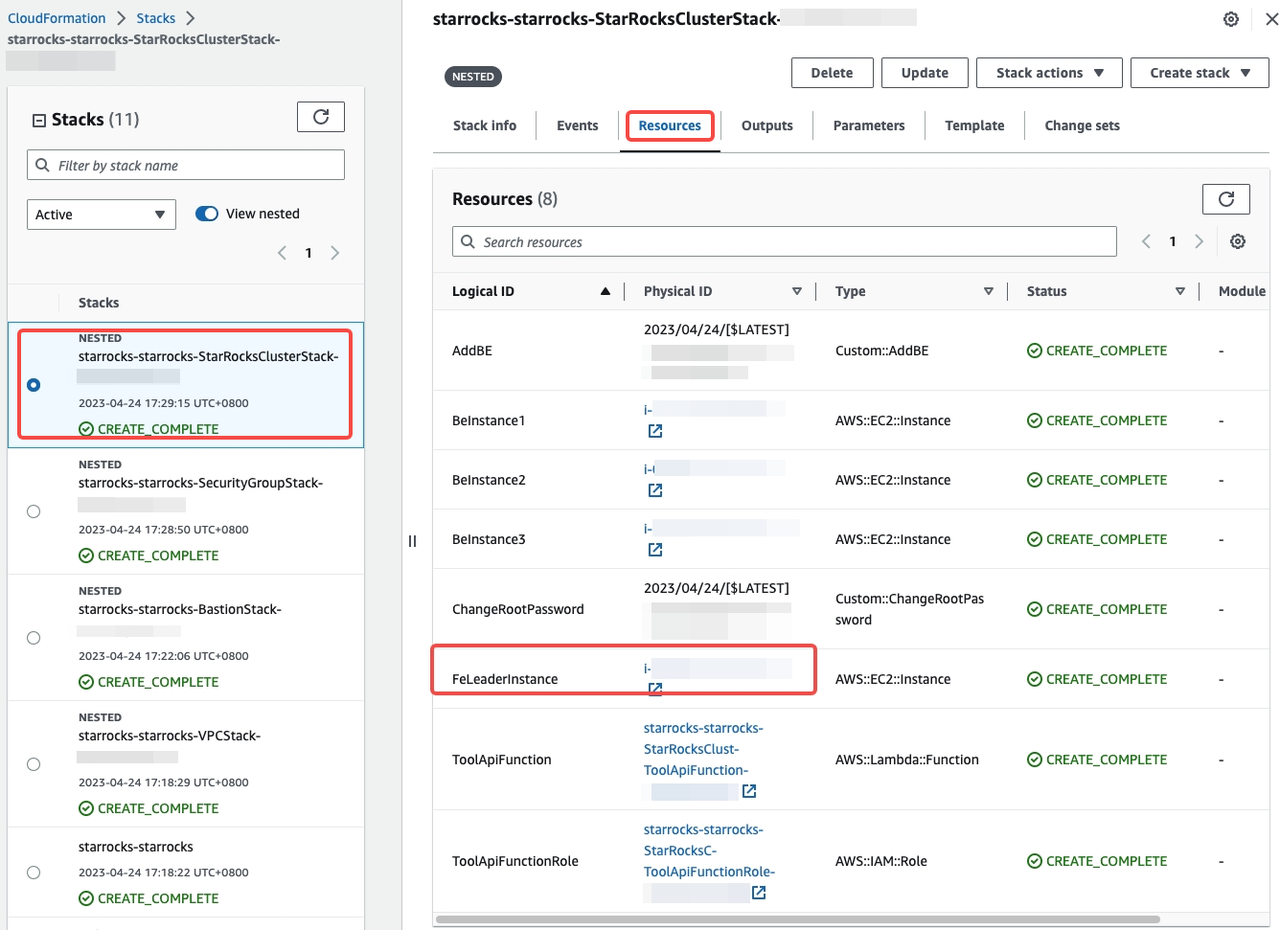 CloudFormation > Stacks >
starrocks-starrocks-StarRocksClusterStack-
Stacks (11)
Filter by stack name
Active
View nested
1
Stacks
NESTED
starrocks-starrocks-StarRocksClusterStack-
2023-04-24 17:29:15 UTC+0800
CREATE_COMPLETE
NESTED
starrocks-starrocks-SecurityGroupStack-
2023-04-24 17:28:50 UTC+0800
CREATE_COMPLETE
NESTED
starrocks-starrocks-BastionStack-
2023-04-24 17:22:06 UTC+0800
CREATE_COMPLETE
NESTED
starrocks-starrocks-VPCStack-
2023-04-24 17:18:29 UTC+0800
CREATE_COMPLETE
starrocks-starrocks
2023-04-24 17:18:22 UTC+0800
CREATE_COMPLETE
starrocks-starrocks-StarRocksClusterStack-
NESTED
Delete
Update
Stack actions
Create stack
Stack info
Events
Resources
Outputs
Parameters
Template
Change sets
Resources (8)
Search resources
1
Logical ID
Physical ID
Type
Status
Module
AddBE
2023/04/24/[$LATEST]
Custom::AddBE
CREATE_COMPLETE
-
BeInstance1
i-
AWS::EC2::Instance
CREATE_COMPLETE
-
BeInstance2
i-
AWS::EC2::Instance
CREATE_COMPLETE
-
BeInstance3
i-
AWS::EC2::Instance
CREATE_COMPLETE
-
ChangeRootPassword
2023/04/24/[$LATEST]
Custom::ChangeRootPas
sword
CREATE_COMPLETE
-
FeLeaderInstance
i-
AWS::EC2::Instance
CREATE_COMPLETE
-
ToolApiFunction
starrocks-starrocks-
StarRocksClust-
ToolApiFunction-
AWS::Lambda::Function
CREATE_COMPLETE
-
ToolApiFunctionRole
starrocks-starrocks-
StarRocksC-
ToolApiFunctionRole-
AWS::IAM::Role
CREATE_COMPLETE
-